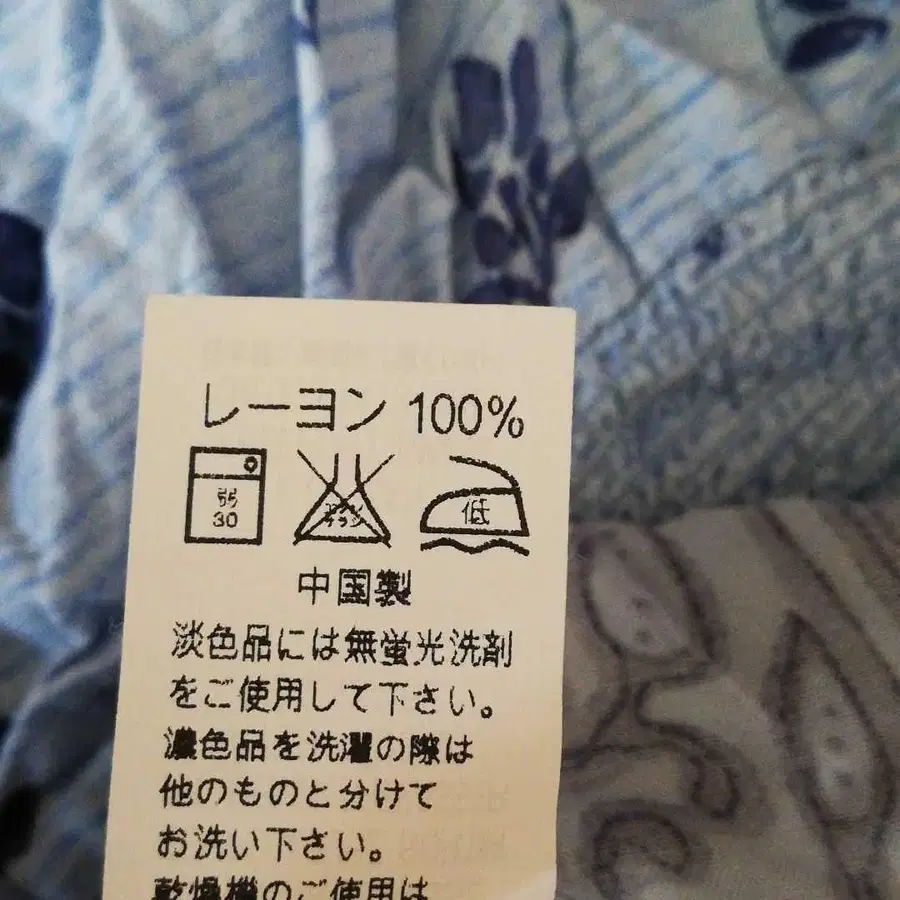 レーヨン 100%
弱 30 エンソ サラシ 低
中国製
淡色品には無蛍光洗剤
をご使用して下さい。
濃色品を洗濯の際は
他のものと分けて
お洗い下さい。
乾燥機のご使用は